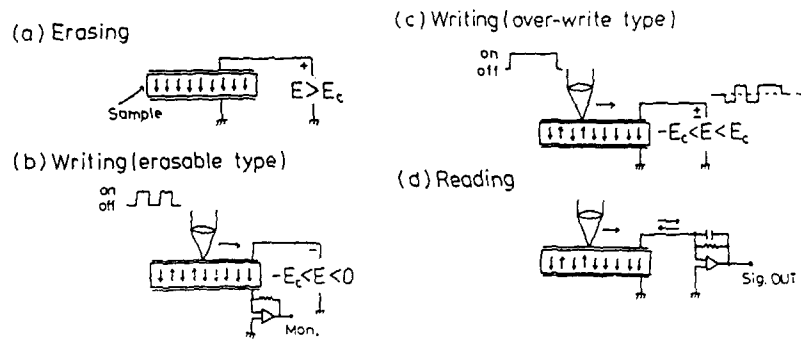 (a) Erasing
+
E>Ec
Sample
(b) Writing(erasable type)
on
off
-
-Ec<E<0
Mon.
(c) Writing(over-write type)
on
off
±
-Ec<E<Ec
(d) Reading
Sig. OUT